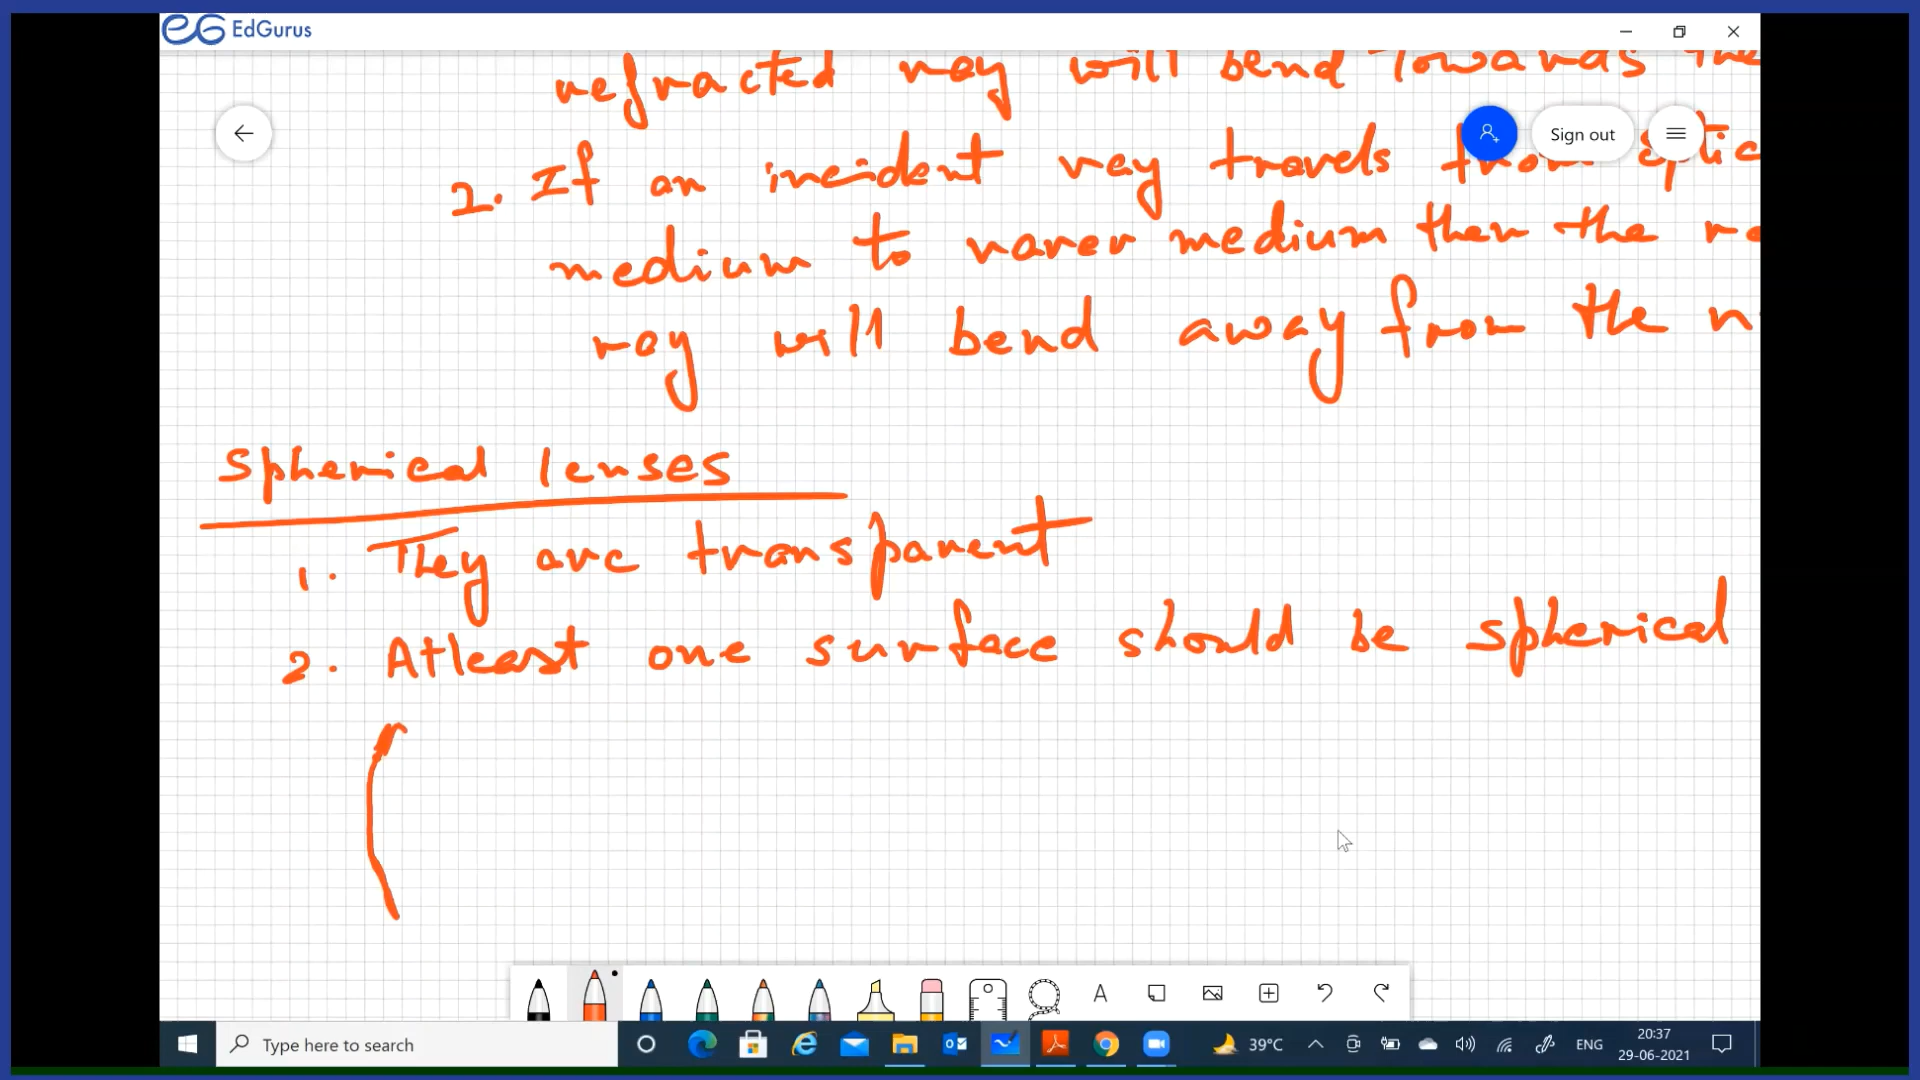 EdGurus
refracted ray will bend towards the
Sign out
2. If an incident ray travels from optic
medium to rarer medium then the re
ray will bend away from the n
Spherical lenses
1. They are transparent
2. Atleast one surface should be spherical
A
Type here to search
39°C
ENG
20:37
29-06-2021